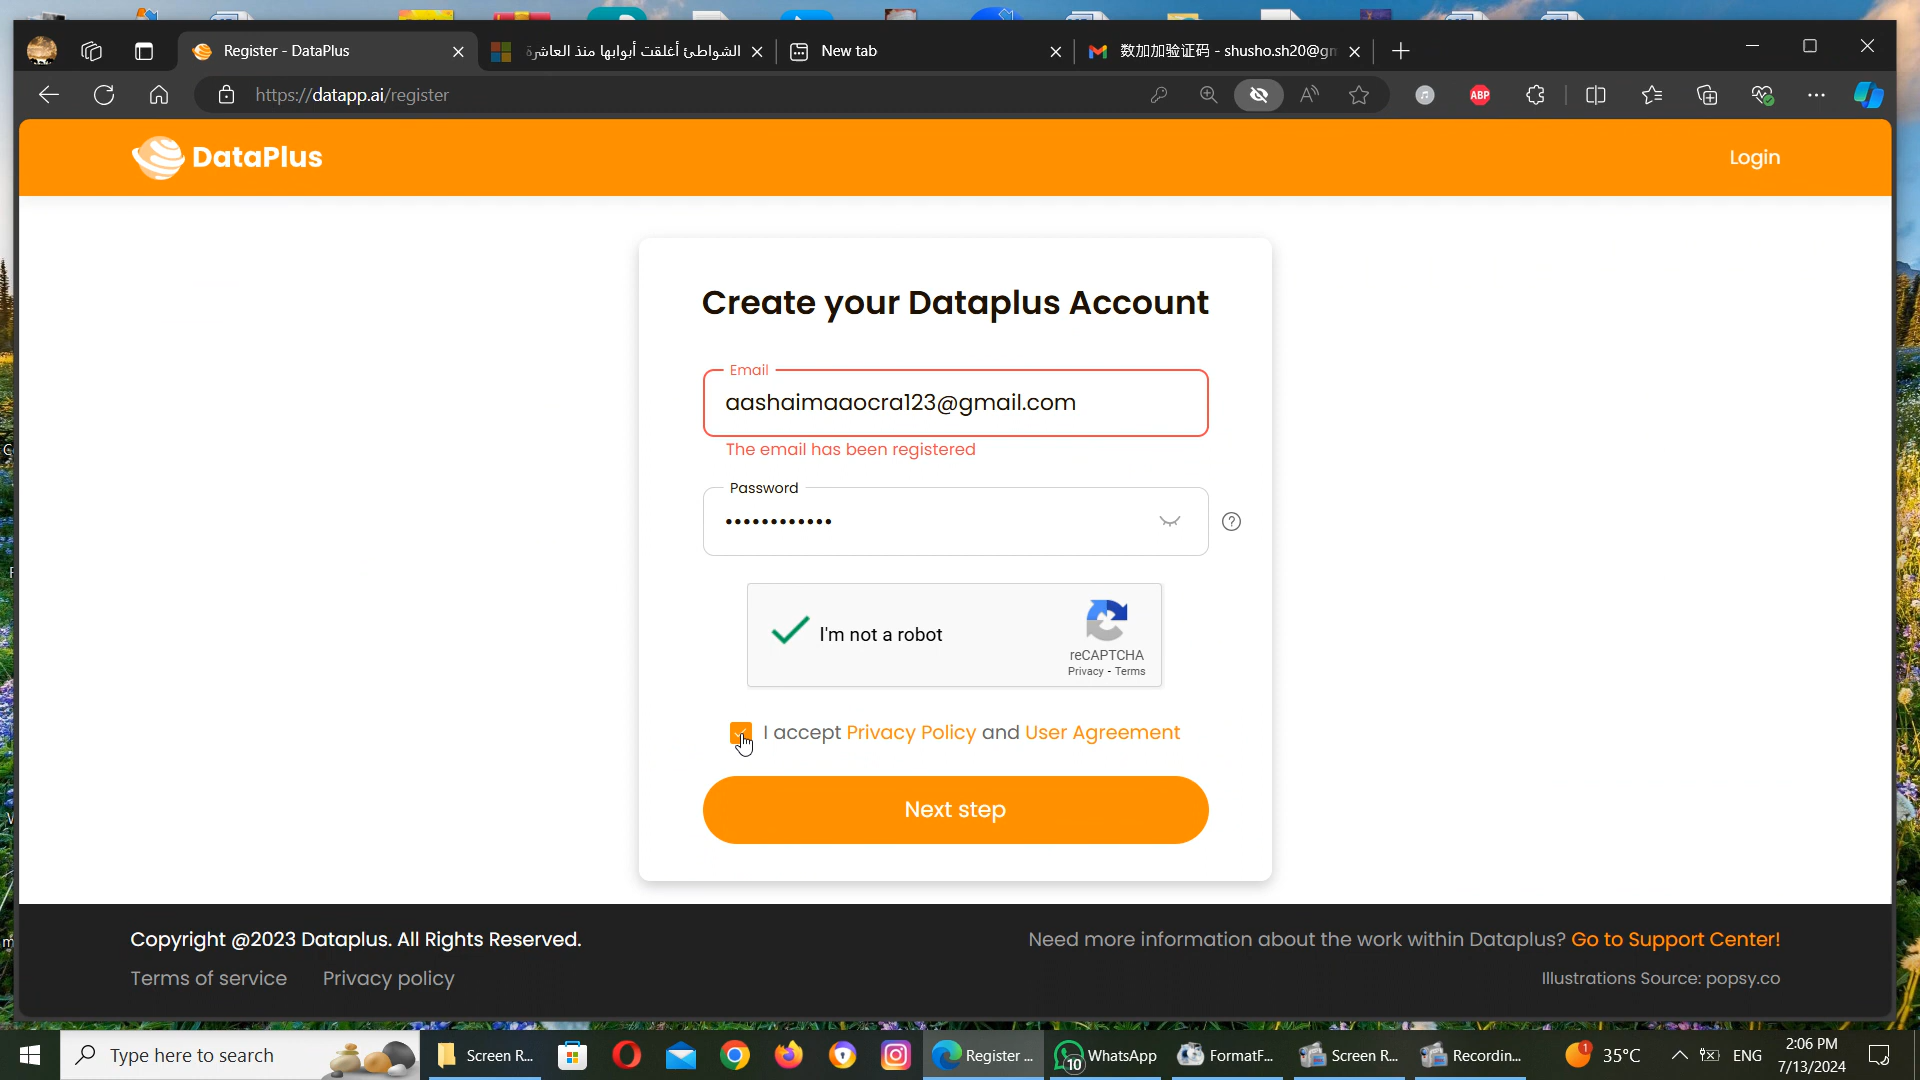 Register - DataPlus
الشواطئ أغلقت أبوابها منذ العاشرة
New tab
数加加验证码 - shusho.sh20@gm
https://datapp.ai/register
ABP
DataPlus
Login
Create your Dataplus Account
Email
aashaimaaocra123@gmail.com
The email has been registered
Password
I'm not a robot
reCAPTCHA
Privacy - Terms
I accept Privacy Policy and User Agreement
Next step
Copyright @2023 Dataplus. All Rights Reserved.
Need more information about the work within Dataplus? Go to Support Center!
Terms of service
Privacy policy
Illustrations Source: popsy.co
Type here to search
Screen R...
Register ...
10
WhatsApp
FormatF...
Screen R...
Recordin...
1
35°C
ENG
2:06 PM
7/13/2024